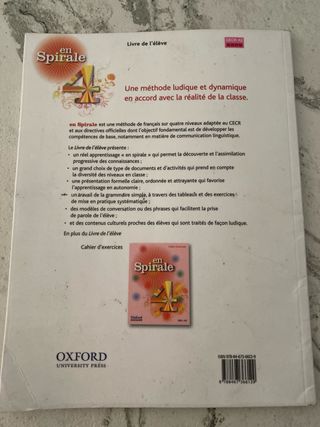 en
Spirale
4
Livre de l'élève
Une méthode ludique et dynamique
en accord avec la réalité de la classe.
en Spirale est une méthode de français sur quatre niveaux adaptée au CECR
et aux directives officielles dont l'objectif fondamental est de développer les
compétences de base, notamment en matière de communication linguistique.
Le Livre de l'élève présente :
• un réel apprentissage « en spirale » qui permet la découverte et l'assimilation
progressive des connaissances ;
• un grand choix de type de documents et d'activités qui prend en compte
la diversité des niveaux en classe ;
• une présentation formelle claire, ordonnée et attrayante qui favorise
l'apprentissage en autonomie ;
• un travail de la grammaire simple, à travers des tableaux et des exercices
de mise en pratique systématique ;
• des modèles de conversation ou des phrases qui facilitent la prise
de parole de l'élève ;
• et des contenus culturels proches des élèves qui sont traités de façon ludique.
En plus du Livre de l'élève
Cahier d'exercices
en
Spirale
4
OXFORD
UNIVERSITY PRESS